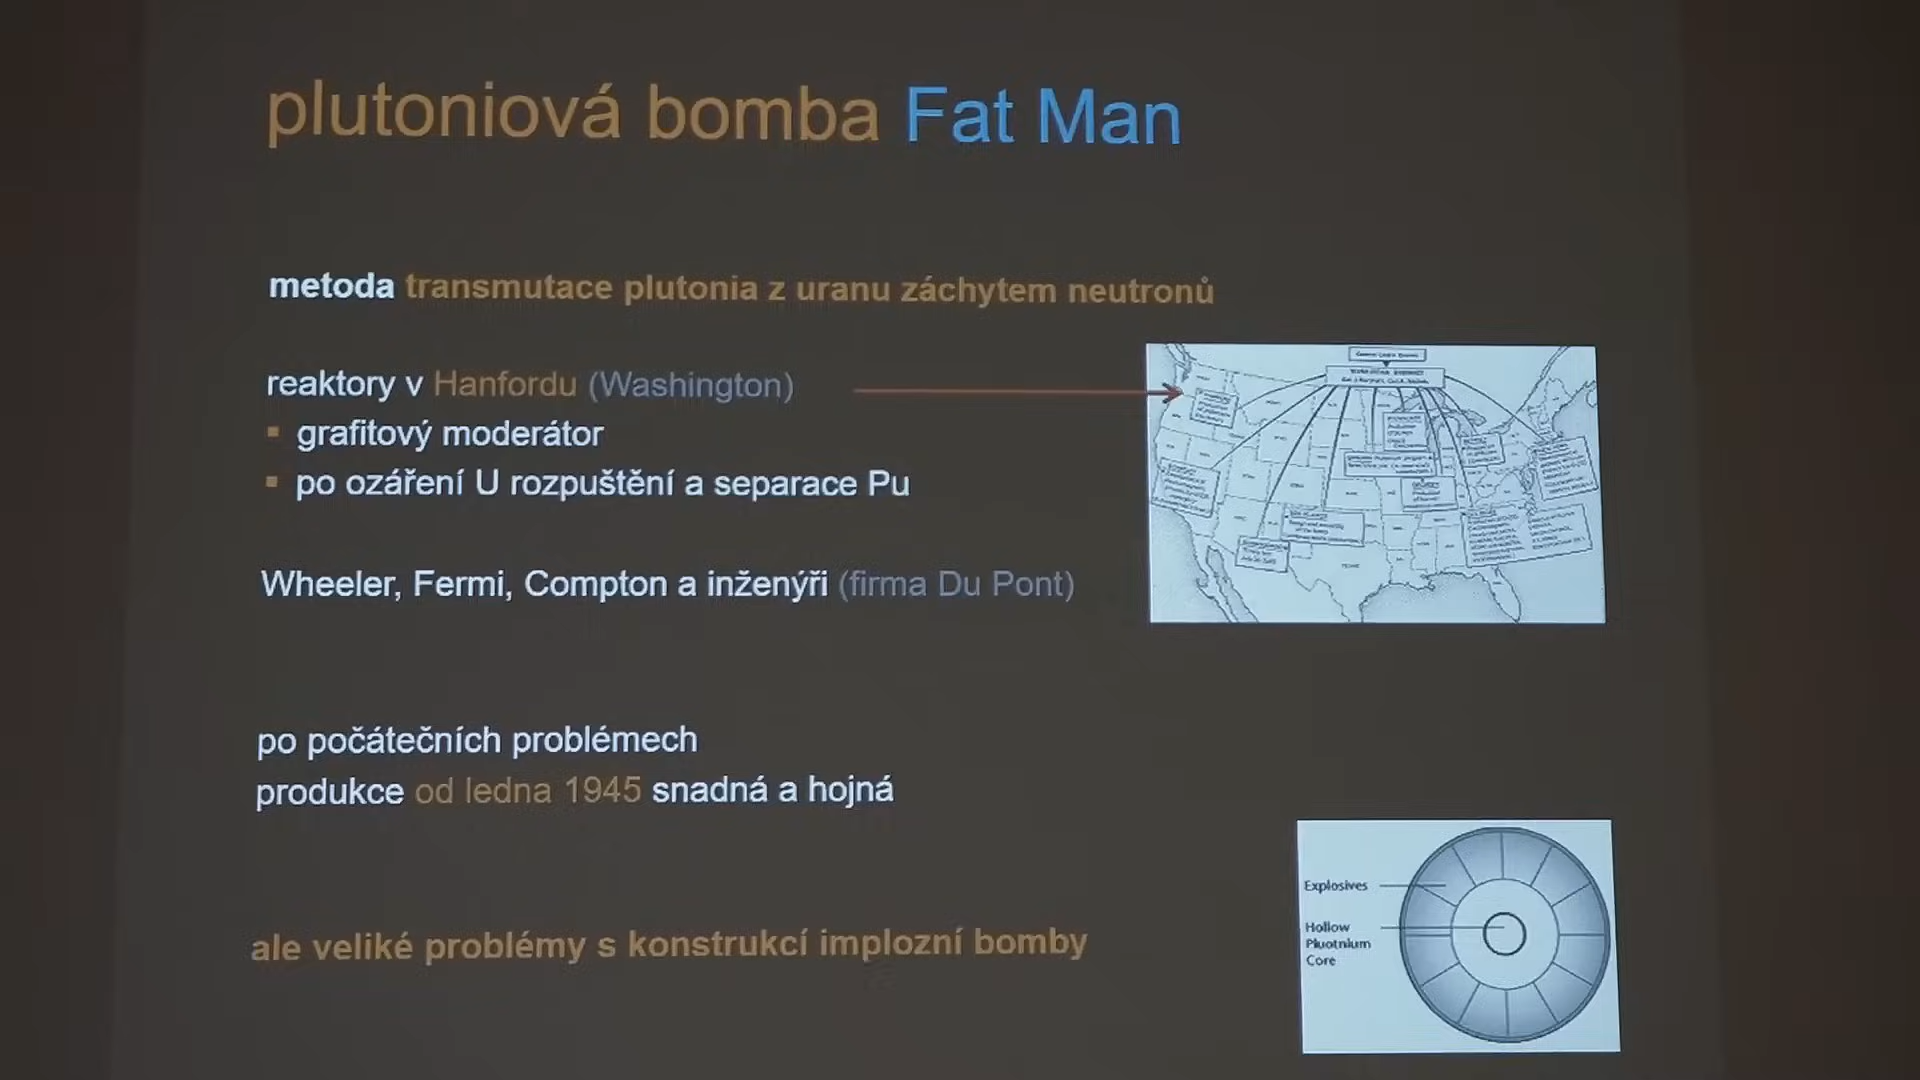 plutoniová bomba Fat Man
metoda transmutace plutonia z uranu záchytem neutronů
reaktory v Hanfordu (Washington)
▪ grafitový moderátor
▪ po ozáření U rozpuštění a separace Pu
Wheeler, Fermi, Compton a inženýři (firma Du Pont)
po počátečních problémech
produkce od ledna 1945 snadná a hojná
ale veliké problémy s konstrukcí implozní bomby
Explosives
Hollow
Pluotnium
Core